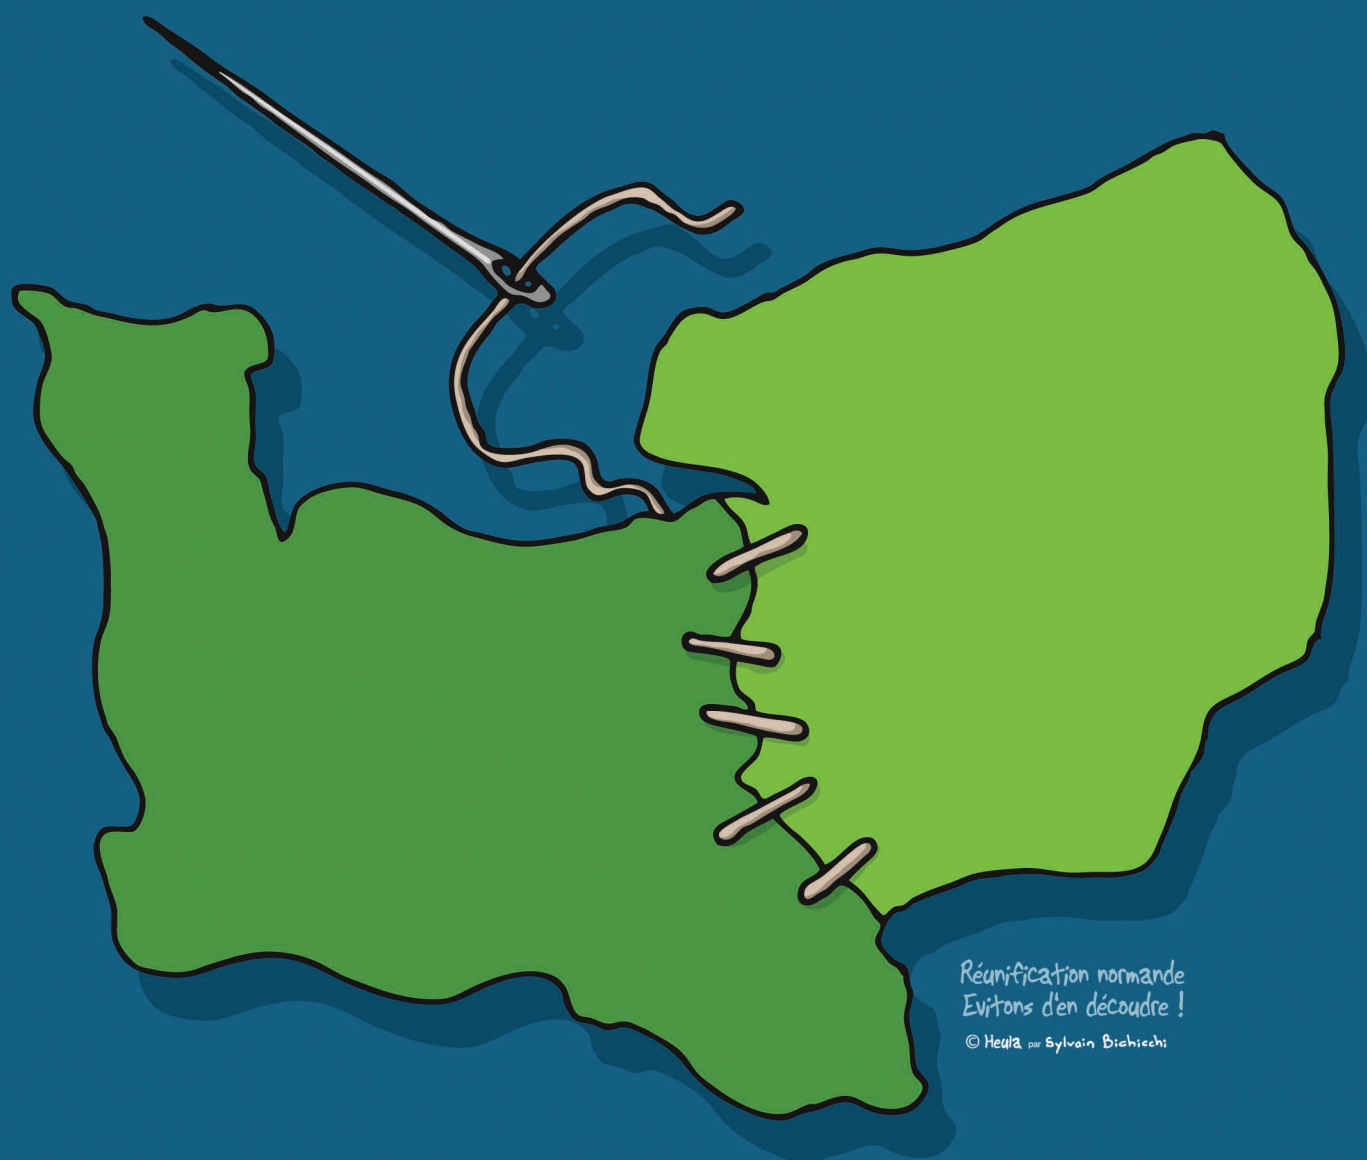 Réunification normande
Evitons d'en découdre !
© Heula par Sylvain Bichicchi